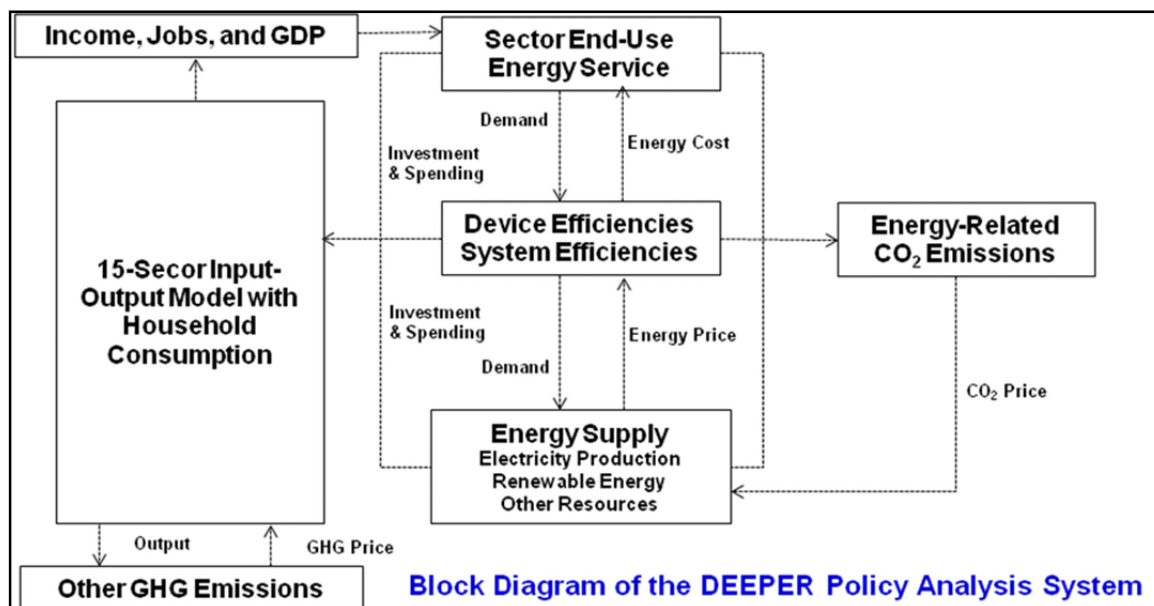 Income, Jobs, and GDP
Sector End-Use
Energy Service
Demand
Energy Cost
Investment
& Spending
Device Efficiencies
System Efficiencies
Energy-Related
CO₂ Emissions
15-Secor Input-
Output Model with
Household
Consumption
Investment
& Spending
Energy Price
Demand
CO₂ Price
Energy Supply
Electricity Production
Renewable Energy
Other Resources
Output
GHG Price
Other GHG Emissions
Block Diagram of the DEEPER Policy Analysis System